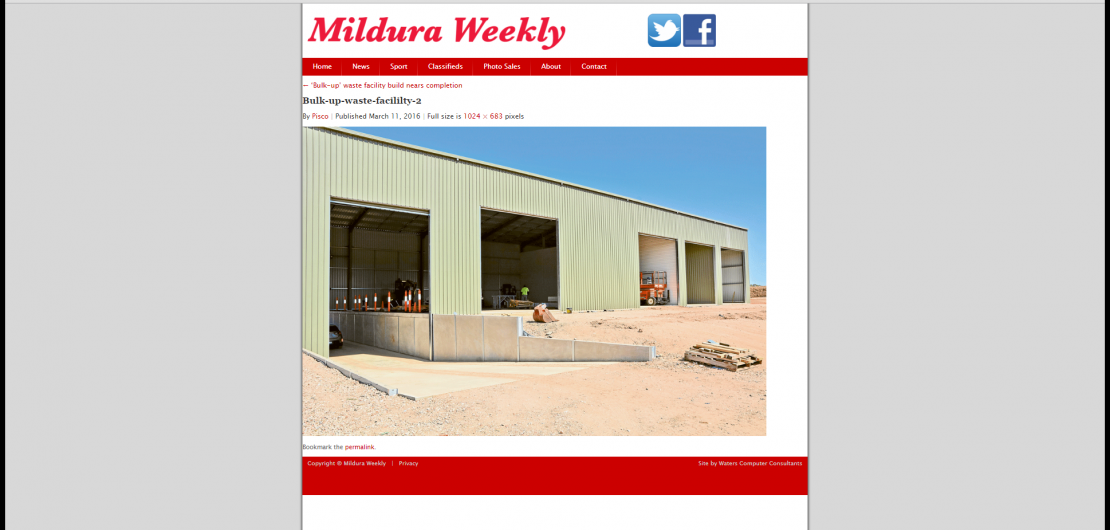 Mildura Weekly
Home News Sport Classifieds Photo Sales About Contact
← 'Bulk-up' waste facility build nears completion
Bulk-up-waste-facililty-2
By Pisco | Published March 11, 2016 | Full size is 1024 × 683 pixels
Bookmark the permalink.
Copyright © Mildura Weekly | Privacy
Site by Waters Computer Consultants